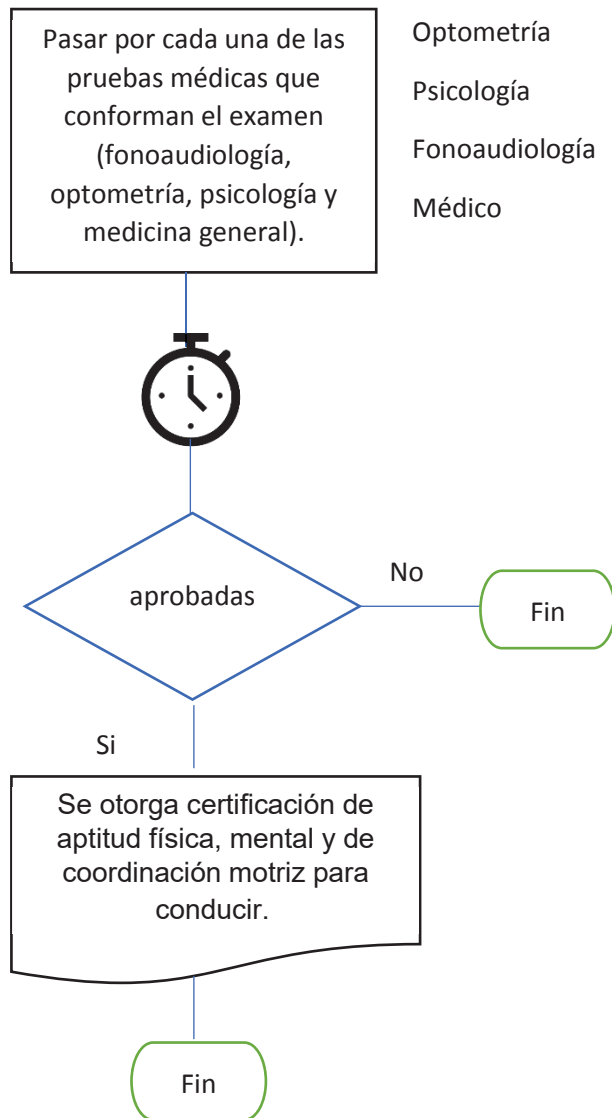 Pasar por cada una de las
pruebas médicas que
conforman el examen
(fonoaudiología,
optometría, psicología y
medicina general).
Optometría
Psicología
Fonoaudiología
Médico
aprobadas
No
Fin
Si
Se otorga certificación de
aptitud física, mental y de
coordinación motriz para
conducir.
Fin